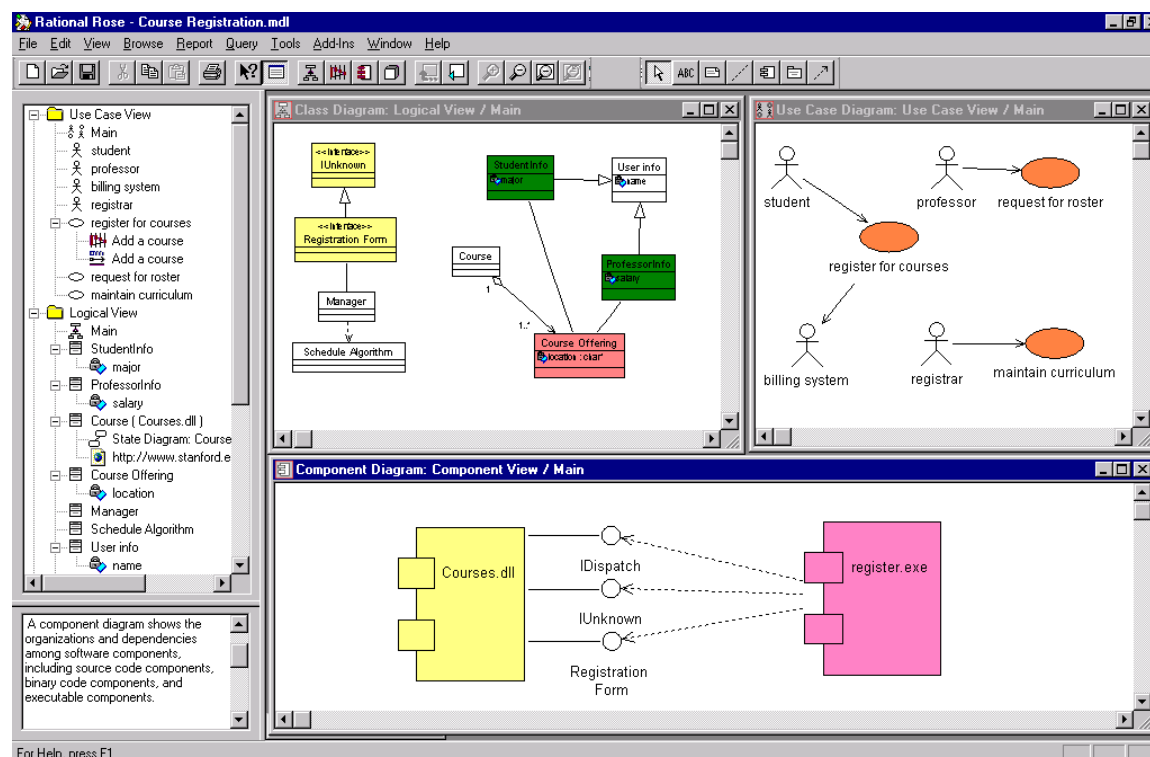 Rational Rose - Course Registration.mdl
File Edit View Browse Report Query Tools Add-Ins Window Help
ABC
Use Case View
Main
student
professor
billing system
registrar
register for courses
Add a course
Add a course
request for roster
maintain curriculum
Logical View
Main
StudentInfo
major
ProfessorInfo
salary
Course ( Courses.dll )
State Diagram: Course
http://www.stanford.e
Course Offering
location
Manager
Schedule Algorithm
User info
name
A component diagram shows the
organizations and dependencies
among software components,
including source code components,
binary code components, and
executable components.
Class Diagram: Logical View / Main
<<Interface>>
IUnknown
<<Interface>>
Registration Form
Manager
Schedule Algorithm
StudentInfo
major
User info
name
Course
1
1..*
ProfessorInfo
salary
Course Offering
location : char*
Use Case Diagram: Use Case View / Main
student
professor
request for roster
register for courses
billing system
registrar
maintain curriculum
Component Diagram: Component View / Main
Courses.dll
IDispatch
IUnknown
Registration
Form
register.exe
For Help, press F1